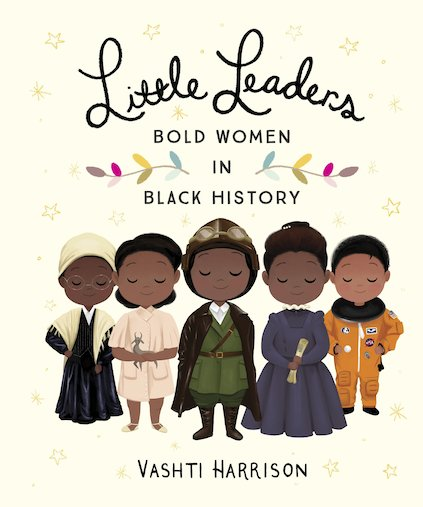 Little Leaders
BOLD WOMEN
IN
BLACK HISTORY
VASHTI HARRISON